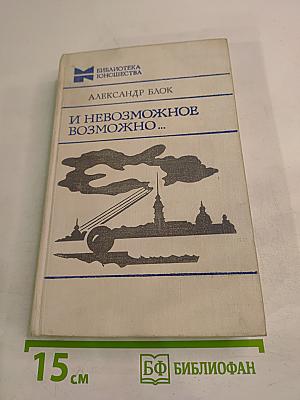 БИБЛИОТЕКА
ЮНОШЕСТВА
АЛЕКСАНДР БЛОК
И НЕВОЗМОЖНОЕ
ВОЗМОЖНО...
15 см
БФ БИБЛИОФАН